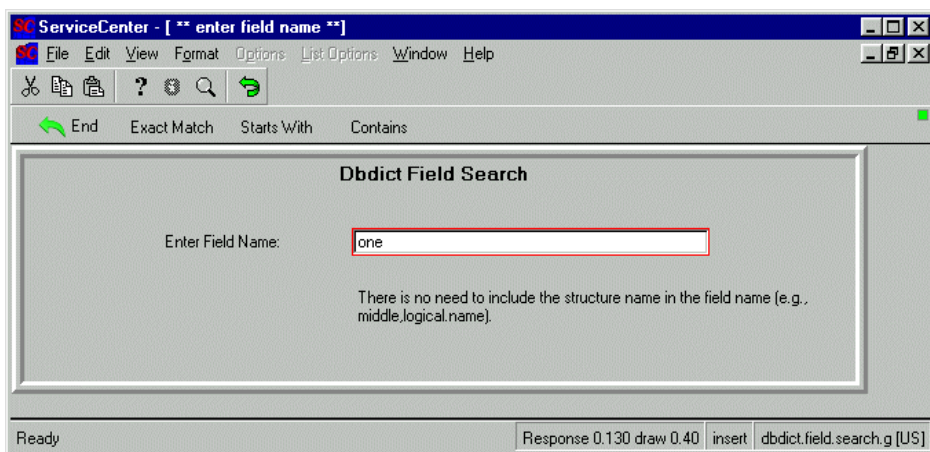 SC ServiceCenter - [ ** enter field name **]
SC File Edit View Format Options List Options Window Help
?
End Exact Match Starts With Contains
Dbdict Field Search
Enter Field Name: one
There is no need to include the structure name in the field name (e.g.,
middle,logical.name).
Ready Response 0.130 draw 0.40 insert dbdict.field.search.g [US]